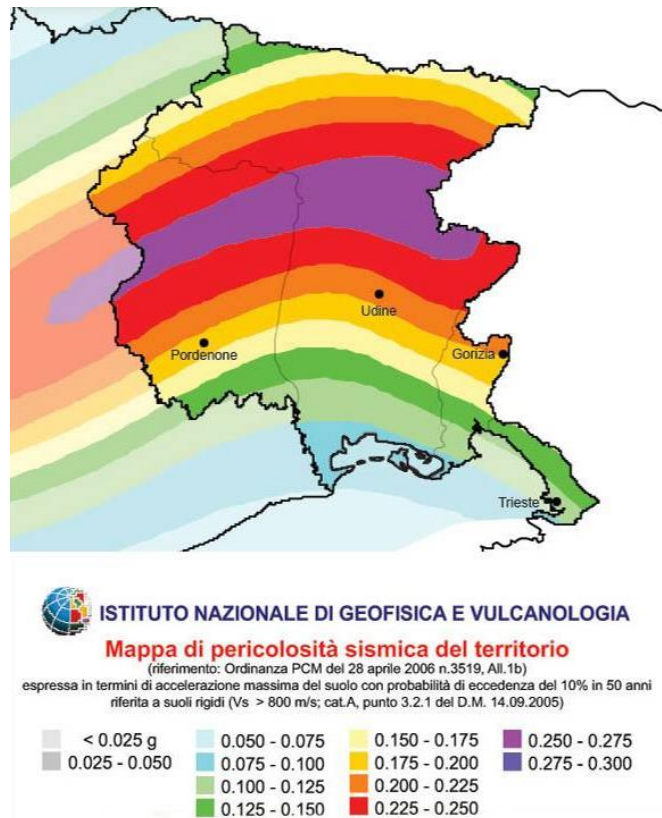 Udine
Pordenone
Gorizia
Trieste
ISTITUTO NAZIONALE DI GEOFISICA E VULCANOLOGIA
Mappa di pericolosità sismica del territorio
(riferimento: Ordinanza PCM del 28 aprile 2006 n.3519, All.1b)
espressa in termini di accelerazione massima del suolo con probabilità di eccedenza del 10% in 50 anni
riferita a suoli rigidi (Vs > 800 m/s; cat.A, punto 3.2.1 del D.M. 14.09.2005)
< 0.025 g
0.025 - 0.050
0.050 - 0.075
0.075 - 0.100
0.100 - 0.125
0.125 - 0.150
0.150 - 0.175
0.175 - 0.200
0.200 - 0.225
0.225 - 0.250
0.250 - 0.275
0.275 - 0.300